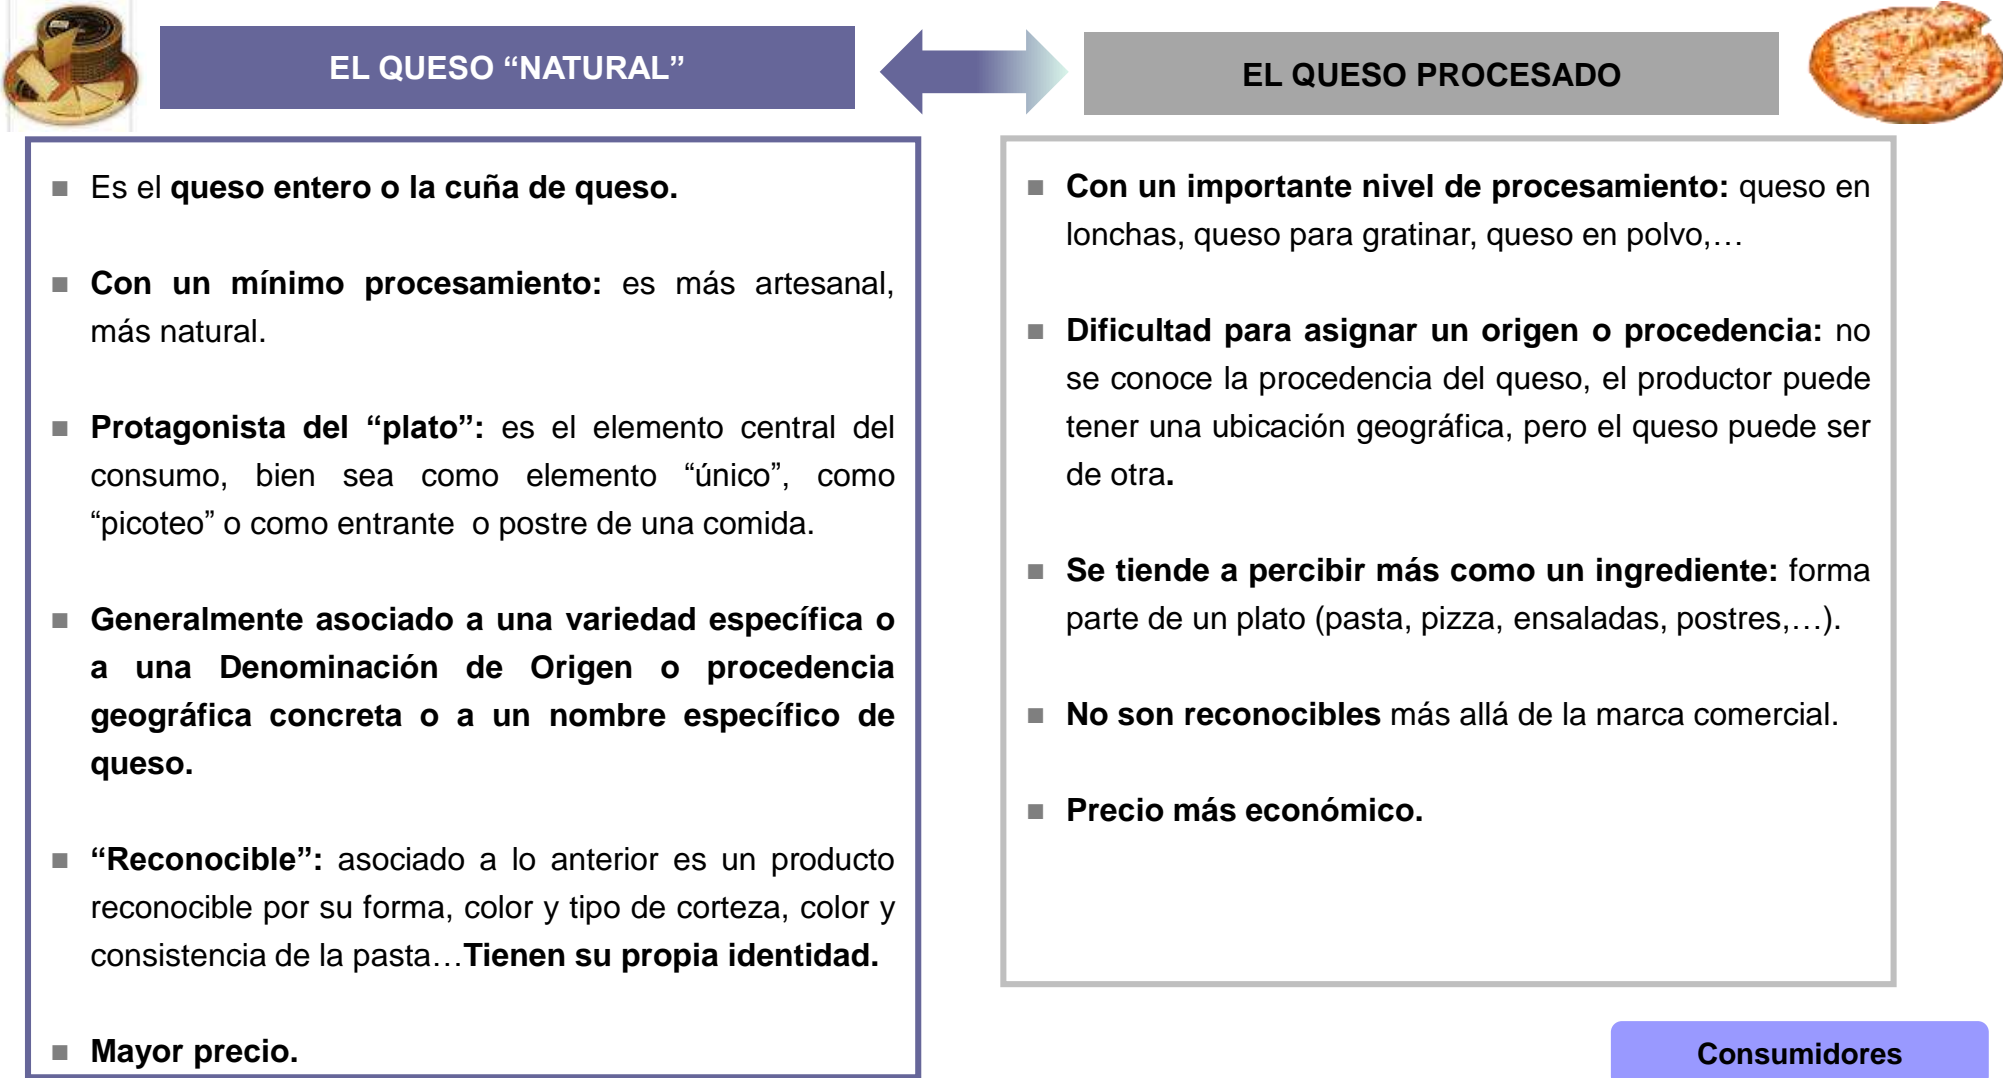 EL QUESO “NATURAL”
EL QUESO PROCESADO
■ Es el queso entero o la cuña de queso.
■ Con un mínimo procesamiento: es más artesanal,
más natural.
■ Protagonista del “plato”: es el elemento central del
consumo, bien sea como elemento “único”, como
“picoteo” o como entrante o postre de una comida.
■ Generalmente asociado a una variedad específica o
a una Denominación de Origen o procedencia
geográfica concreta o a un nombre específico de
queso.
■ “Reconocible”: asociado a lo anterior es un producto
reconocible por su forma, color y tipo de corteza, color y
consistencia de la pasta…Tienen su propia identidad.
■ Mayor precio.
■ Con un importante nivel de procesamiento: queso en
lonchas, queso para gratinar, queso en polvo,…
■ Dificultad para asignar un origen o procedencia: no
se conoce la procedencia del queso, el productor puede
tener una ubicación geográfica, pero el queso puede ser
de otra.
■ Se tiende a percibir más como un ingrediente: forma
parte de un plato (pasta, pizza, ensaladas, postres,…).
■ No son reconocibles más allá de la marca comercial.
■ Precio más económico.
Consumidores